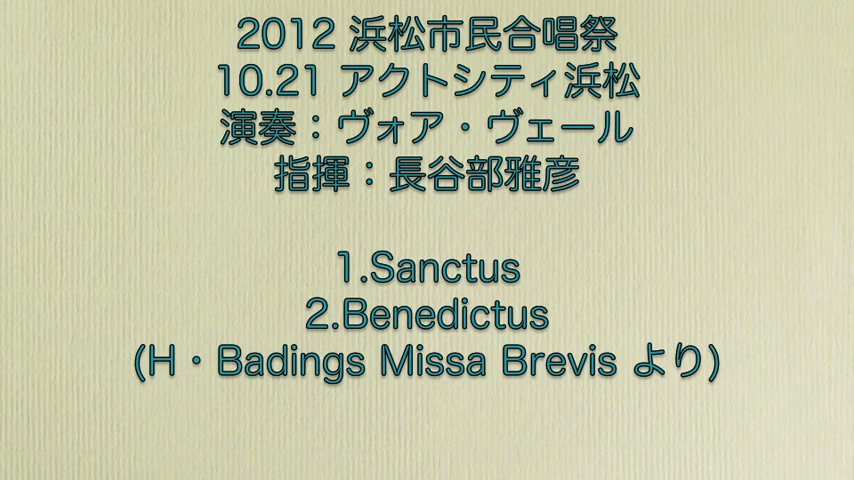 2012 浜松市民合唱祭
10.21 アクトシティ浜松
演奏：ヴォア・ヴェール
指揮：長谷部雅彦
1.Sanctus
2.Benedictus
(H・Badings Missa Brevis より)